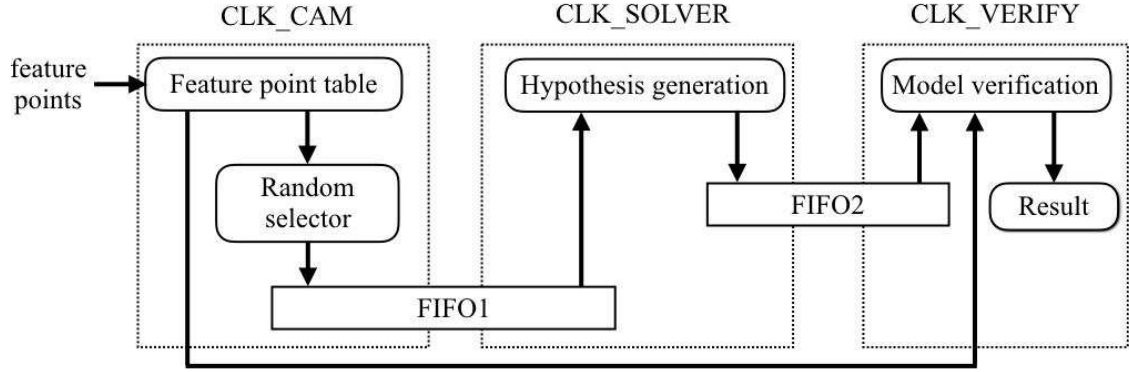 CLK_CAM
CLK_SOLVER
CLK_VERIFY
feature
points
Feature point table
Hypothesis generation
Model verification
Random
selector
FIFO2
Result
FIFO1